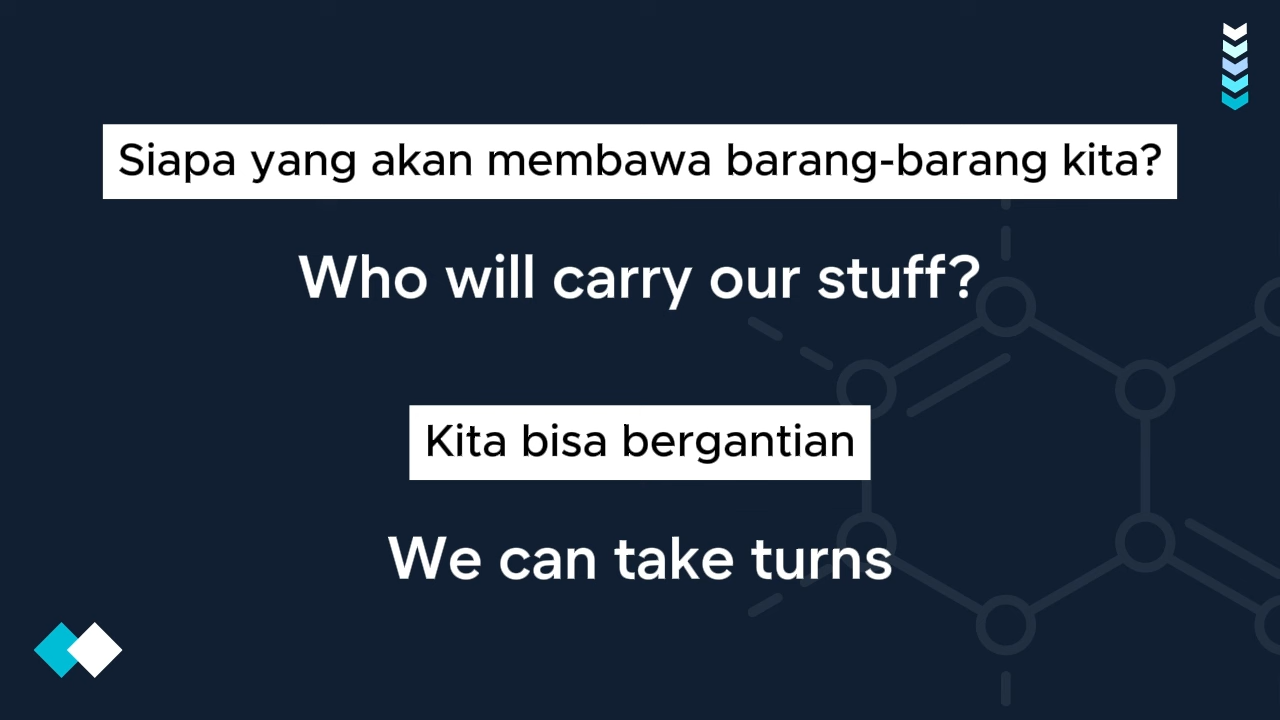 Siapa yang akan membawa barang-barang kita?
Who will carry our stuff?
Kita bisa bergantian
We can take turns